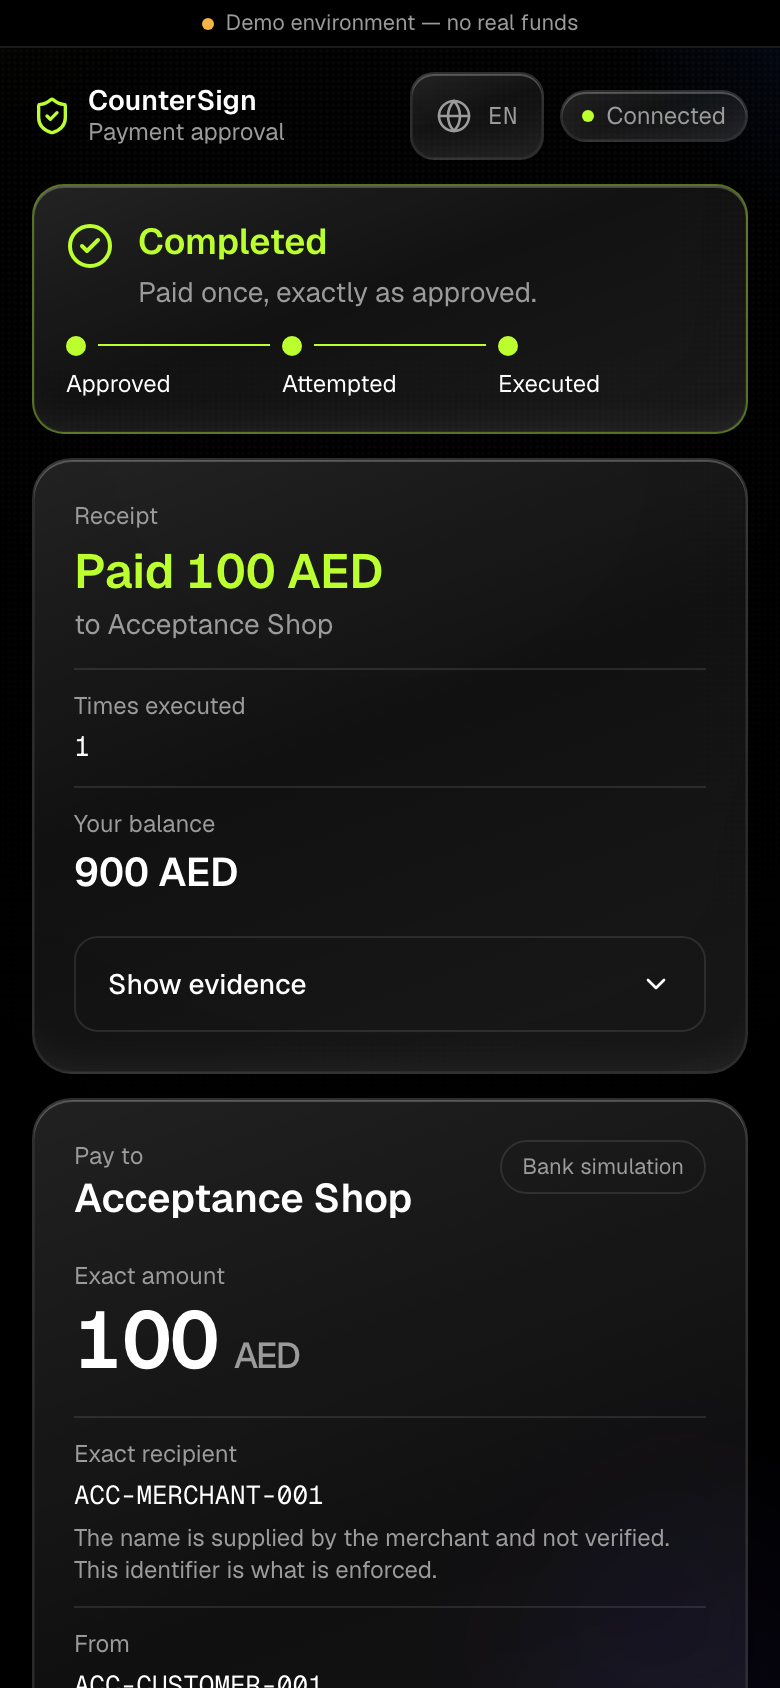 Demo environment — no real funds
CounterSign
Payment approval
EN
Connected
Completed
Paid once, exactly as approved.
Approved
Attempted
Executed
Receipt
Paid 100 AED
to Acceptance Shop
Times executed
1
Your balance
900 AED
Show evidence
Pay to
Acceptance Shop
Bank simulation
Exact amount
100 AED
Exact recipient
ACC-MERCHANT-001
The name is supplied by the merchant and not verified.
This identifier is what is enforced.
From
ACC-CUSTOMER-001